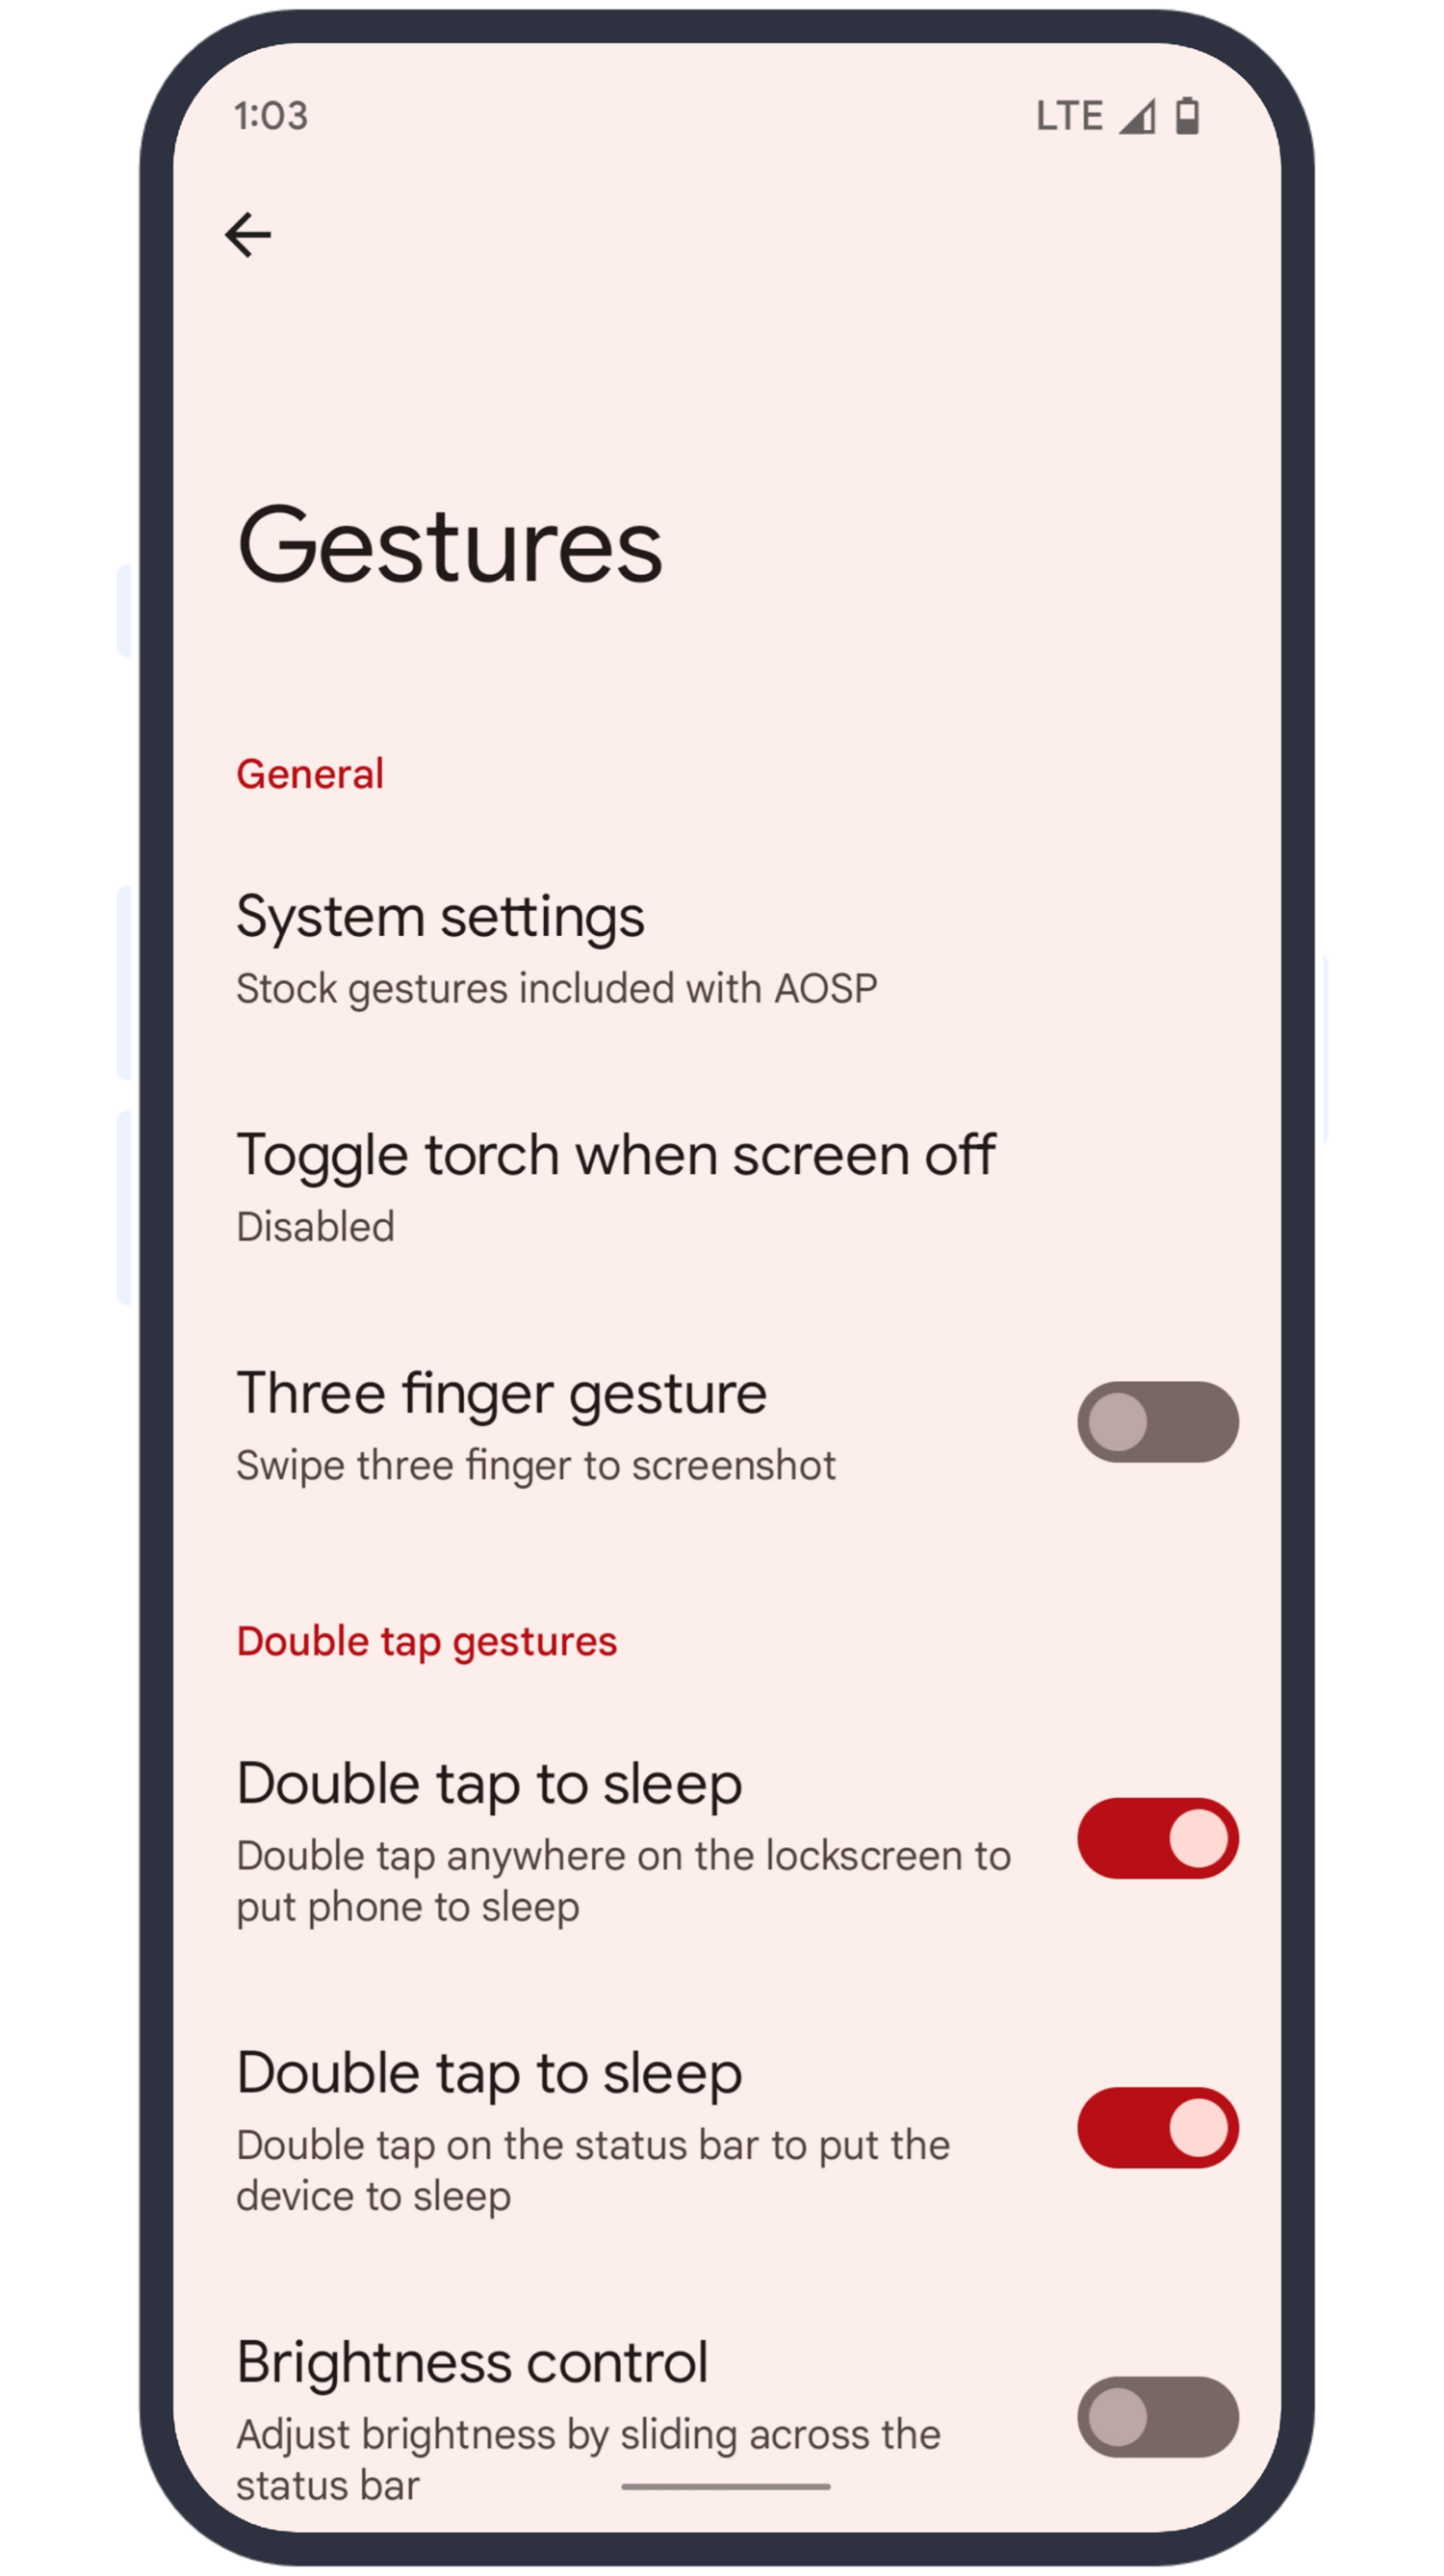 1:03
LTE
Gestures
General
System settings
Stock gestures included with AOSP
Toggle torch when screen off
Disabled
Three finger gesture
Swipe three finger to screenshot
Double tap gestures
Double tap to sleep
Double tap anywhere on the lockscreen to
put phone to sleep
Double tap to sleep
Double tap on the status bar to put the
device to sleep
Brightness control
Adjust brightness by sliding across the
status bar